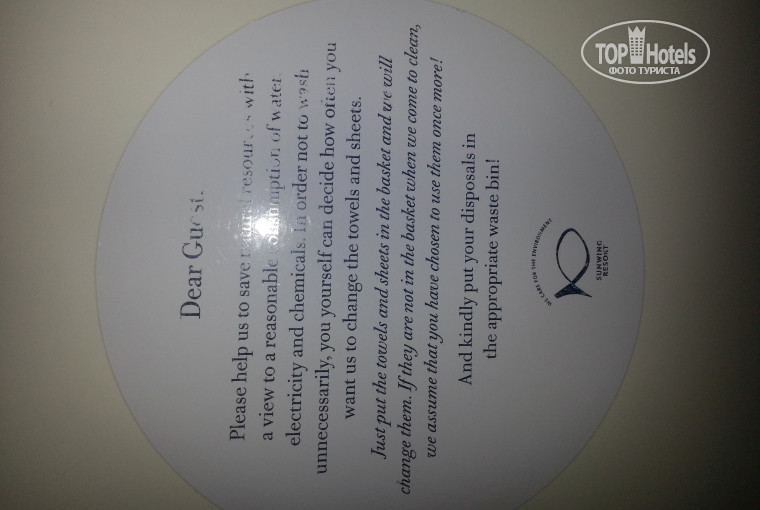 Dear Guest.
Please help us to save natural resources with
a view to a reasonable consumption of water,
electricity and chemicals. In order not to wash
unnecessarily, you yourself can decide how often you
want us to change the towels and sheets.
Just put the towels and sheets in the basket and we will
change them. If they are not in the basket when we come to clean,
we assume that you have chosen to use them once more!
And kindly put your disposals in
the appropriate waste bin!
WE CARE FOR THE ENVIRONMENT
SUNWING
RESORT
TOP Hotels
ФОТО ТУРИСТА